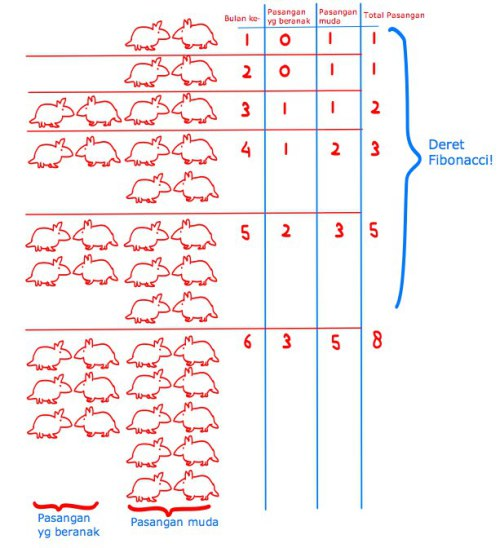 Bulan ke-
Pasangan
yg beranak
Pasangan
muda
Total Pasangan
1 0 1 1
2 0 1 1
3 1 1 2
4 1 2 3
5 2 3 5
6 3 5 8
Deret
Fibonacci!
Pasangan
yg beranak
Pasangan muda